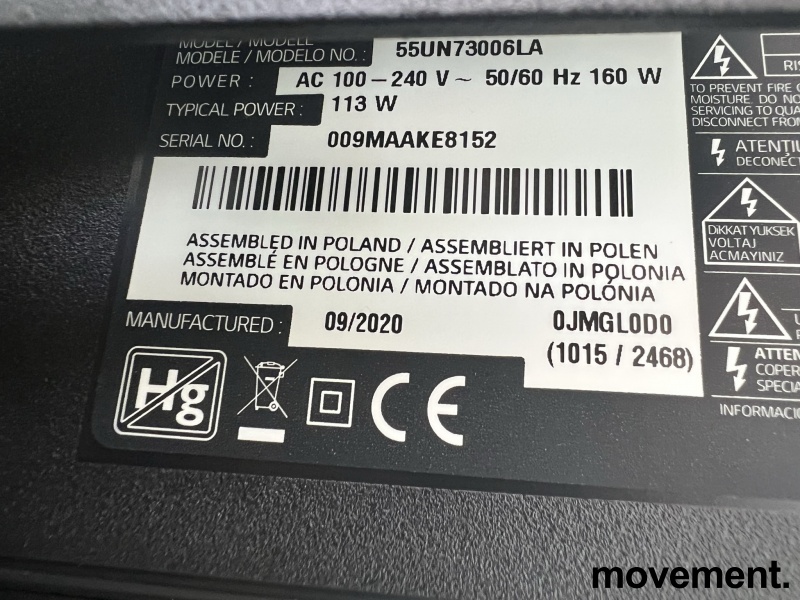 MODEL / MODELL
MODELE / MODELO NO. : 55UN73006LA
POWER : AC 100 – 240 V ~ 50/60 Hz 160 W
TYPICAL POWER : 113 W
SERIAL NO. : 009MAAKE8152
ASSEMBLED IN POLAND / ASSEMBLIERT IN POLEN
ASSEMBLÉ EN POLOGNE / ASSEMBLATO IN POLONIA
MONTADO EN POLONIA / MONTADO NA POLÓNIA
MANUFACTURED : 09/2020 0JMGL0D0
(1015 / 2468)
Hg
CE
TO PREVENT FIRE
MOISTURE. DO NO
SERVICING TO QUA
DISCONNECT FROM
ATENȚIU
DECONECT
DiKKAT YUKSEK
VOLTAJ
ACMAYINIZ
ATTEN
COPER
SPECIA
INFORMACIO
movement.